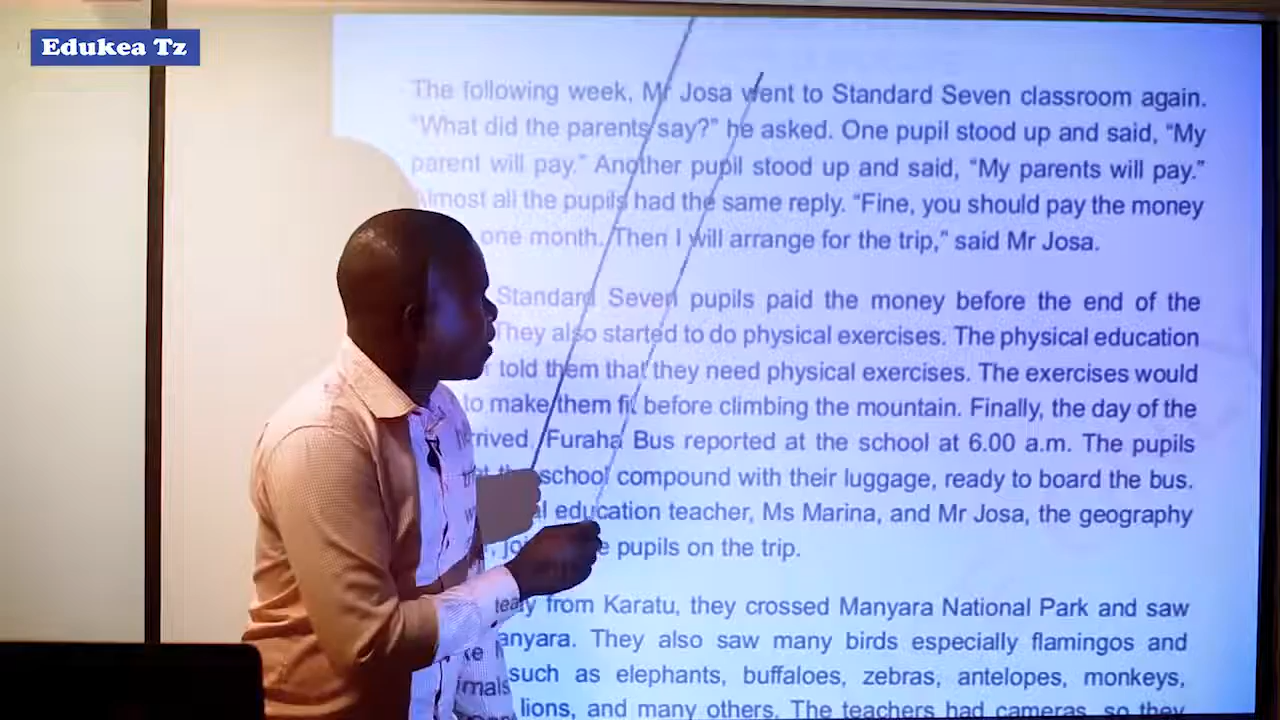 Edukea Tz
The following week, Mr Josa went to Standard Seven classroom again.
"What did the parents say?" he asked. One pupil stood up and said, "My
parent will pay." Another pupil stood up and said, "My parents will pay."
Almost all the pupils had the same reply. "Fine, you should pay the money
one month. Then I will arrange for the trip," said Mr Josa.
Standard Seven pupils paid the money before the end of the
They also started to do physical exercises. The physical education
told them that they need physical exercises. The exercises would
to make them fit before climbing the mountain. Finally, the day of the
Furaha Bus reported at the school at 6.00 a.m. The pupils
school compound with their luggage, ready to board the bus.
education teacher, Ms Marina, and Mr Josa, the geography
pupils on the trip.
from Karatu, they crossed Manyara National Park and saw
They also saw many birds especially flamingos and
such as elephants, buffaloes, zebras, antelopes, monkeys,
lions, and many others. The teachers had cameras, so they